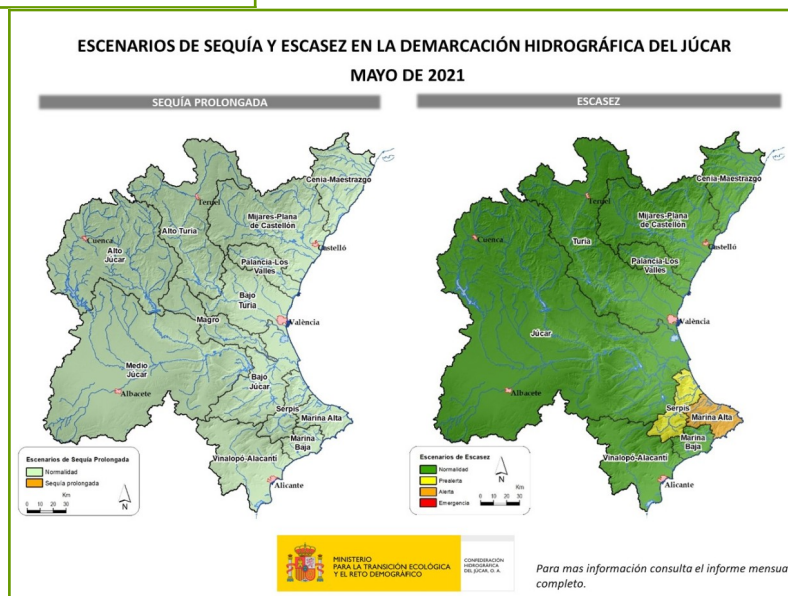 ESCENARIOS DE SEQUÍA Y ESCASEZ EN LA DEMARCACIÓN HIDROGRÁFICA DEL JÚCAR
MAYO DE 2021
SEQUÍA PROLONGADA
Cenia-Maestrazgo
Teruel
Mijares-Plana
de Castellón
Alto Turia
Cuenca
Castelló
Alto
Júcar
Palancia-Los
Valles
Bajo
Turia
Magro
València
Medio
Júcar
Bajo
Júcar
Albacete
Serpis
Marina Alta
Marina
Baja
Vinalopó-Alacantí
Alicante
Escenarios de Sequía Prolongada
Normalidad
Sequía prolongada
Km
0 10 20 30
N
ESCASEZ
Cenia-Maestrazgo
Teruel
Mijares-Plana
de Castellón
Cuenca
Turia
Castelló
Palancia-Los
Valles
València
Júcar
Albacete
Serpis
Marina Alta
Marina
Baja
Vinalopó-Alacantí
Alicante
Escenarios de Escasez
Normalidad
Prealerta
Alerta
Emergencia
Km
0 10 20 30
N
MINISTERIO
PARA LA TRANSICIÓN ECOLÓGICA
Y EL RETO DEMOGRÁFICO
CONFEDERACIÓN
HIDROGRÁFICA
DEL JÚCAR, O. A.
Para mas información consulta el informe mensua
completo.